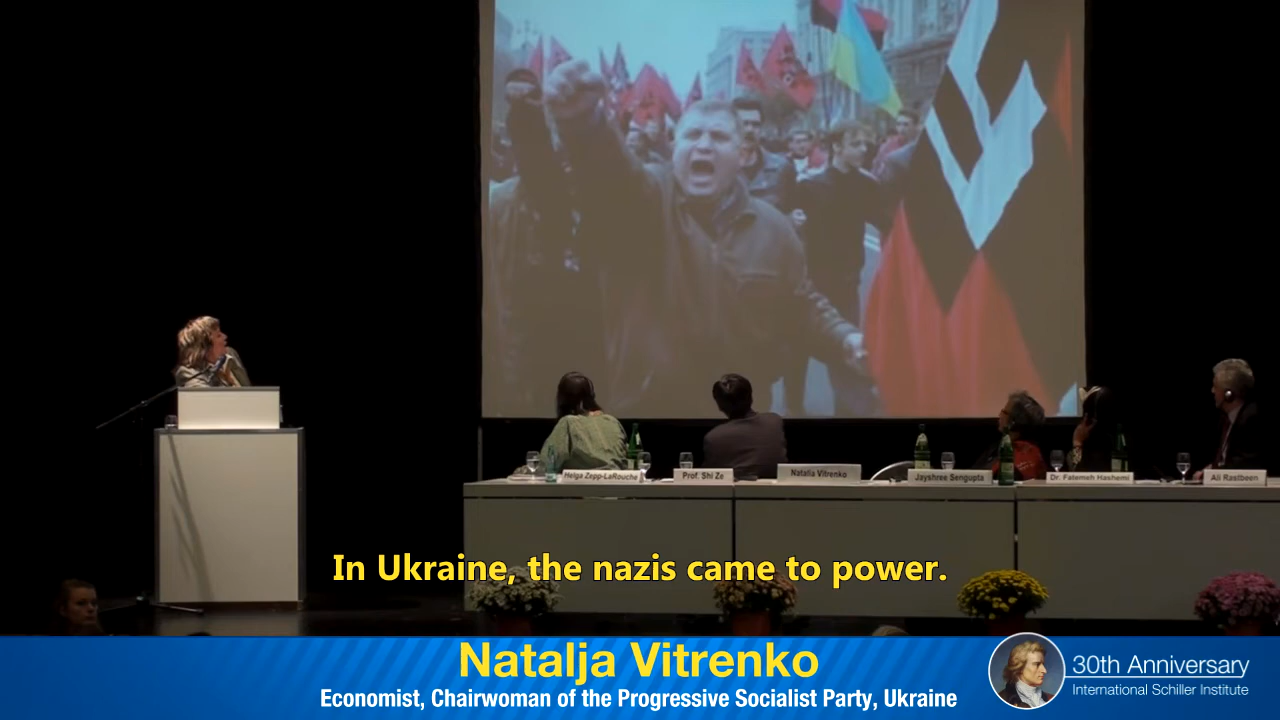 Helga Zepp-LaRouche
Prof. Shi Ze
Natalia Vitrenko
Jayshree Sengupta
Dr. Fatemeh Hashemi
Ali Rastbeen
In Ukraine, the nazis came to power.
Natalja Vitrenko
Economist, Chairwoman of the Progressive Socialist Party, Ukraine
30th Anniversary
International Schiller Institute